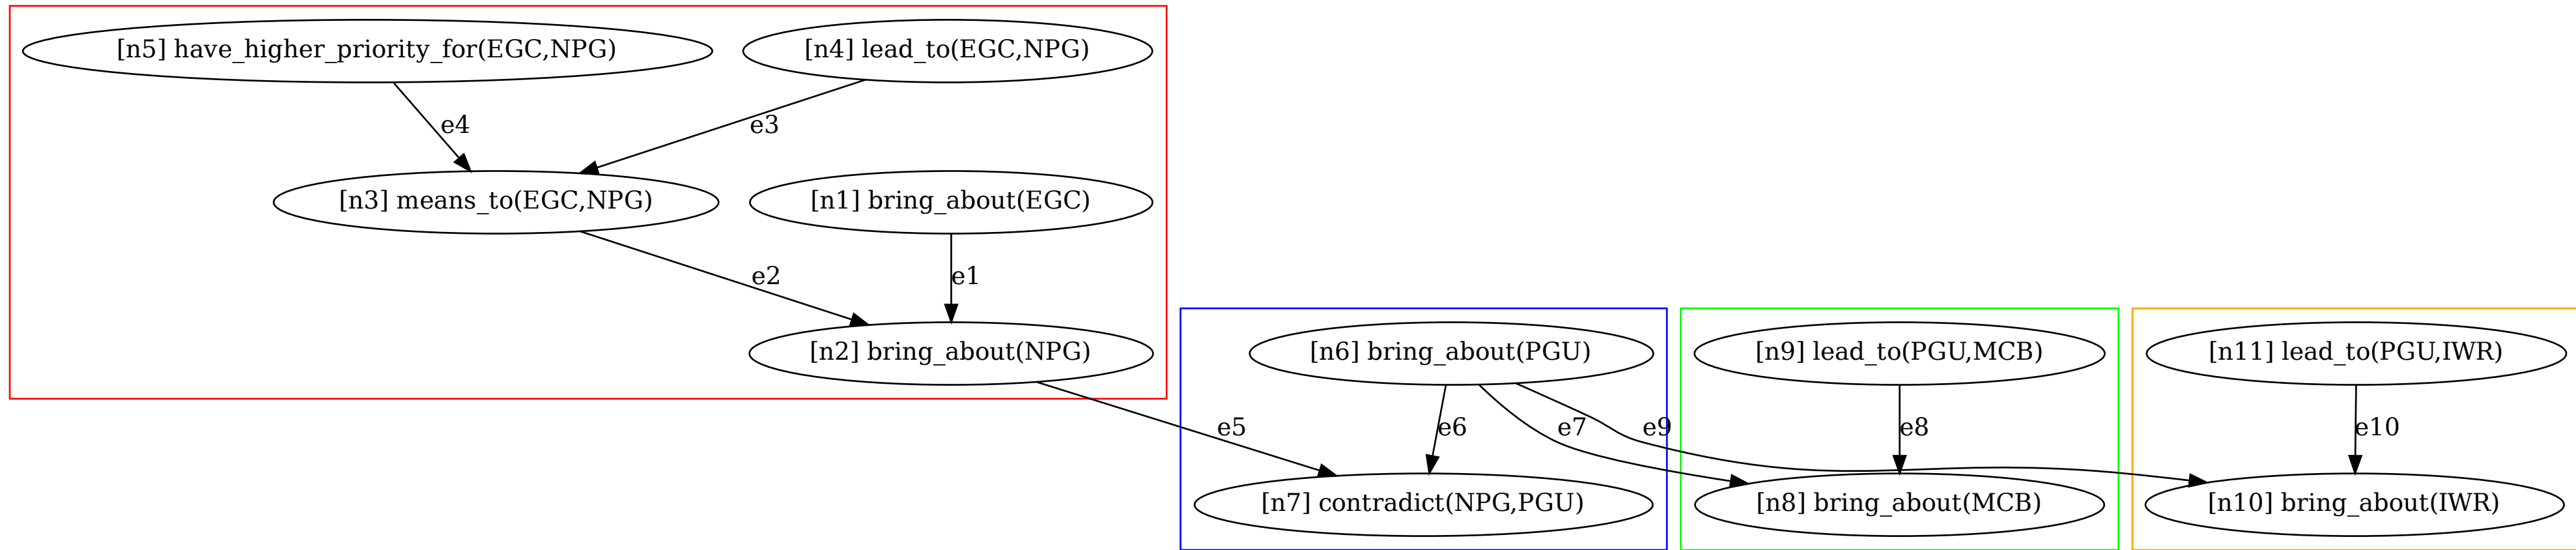 [n5] have_higher_priority_for(EGC,NPG)
[n4] lead_to(EGC,NPG)
e4
e3
[n3] means_to(EGC,NPG)
[n1] bring_about(EGC)
e2
e1
[n2] bring_about(NPG)
[n6] bring_about(PGU)
[n9] lead_to(PGU,MCB)
[n11] lead_to(PGU,IWR)
e5
e6
e7
e9
e8
e10
[n7] contradict(NPG,PGU)
[n8] bring_about(MCB)
[n10] bring_about(IWR)